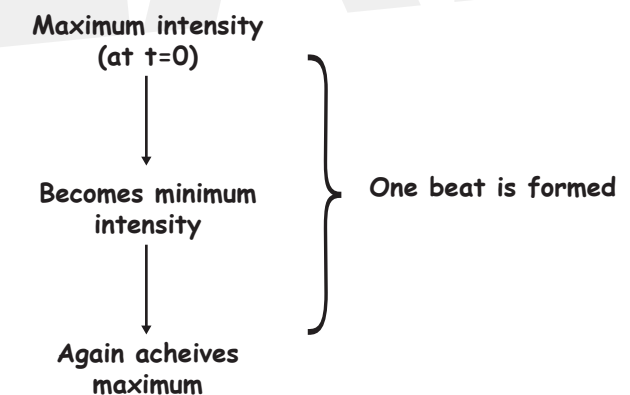 Maximum intensity
(at t=0)
Becomes minimum
intensity
One beat is formed
Again acheives
maximum